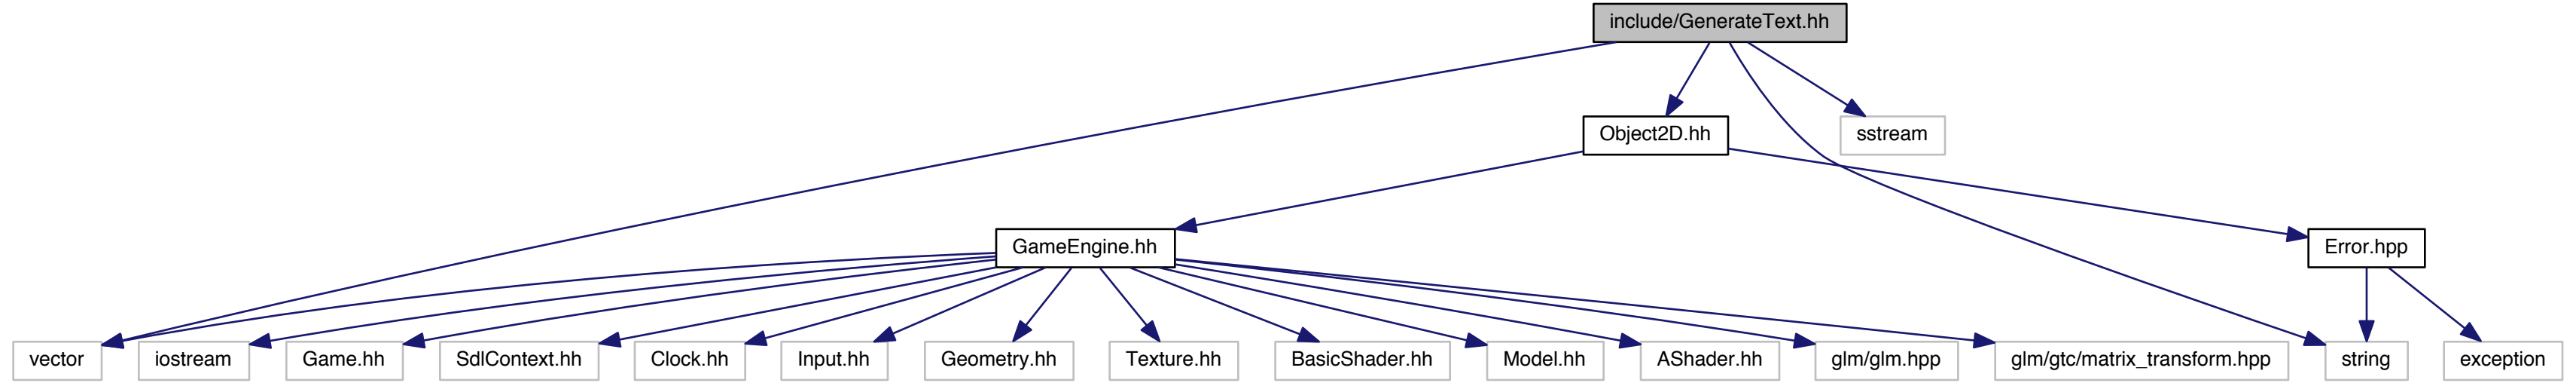 include/GenerateText.hh
Object2D.hh
sstream
GameEngine.hh
Error.hpp
vector
iostream
Game.hh
SdlContext.hh
Clock.hh
Input.hh
Geometry.hh
Texture.hh
BasicShader.hh
Model.hh
AShader.hh
glm/glm.hpp
glm/gtc/matrix_transform.hpp
string
exception